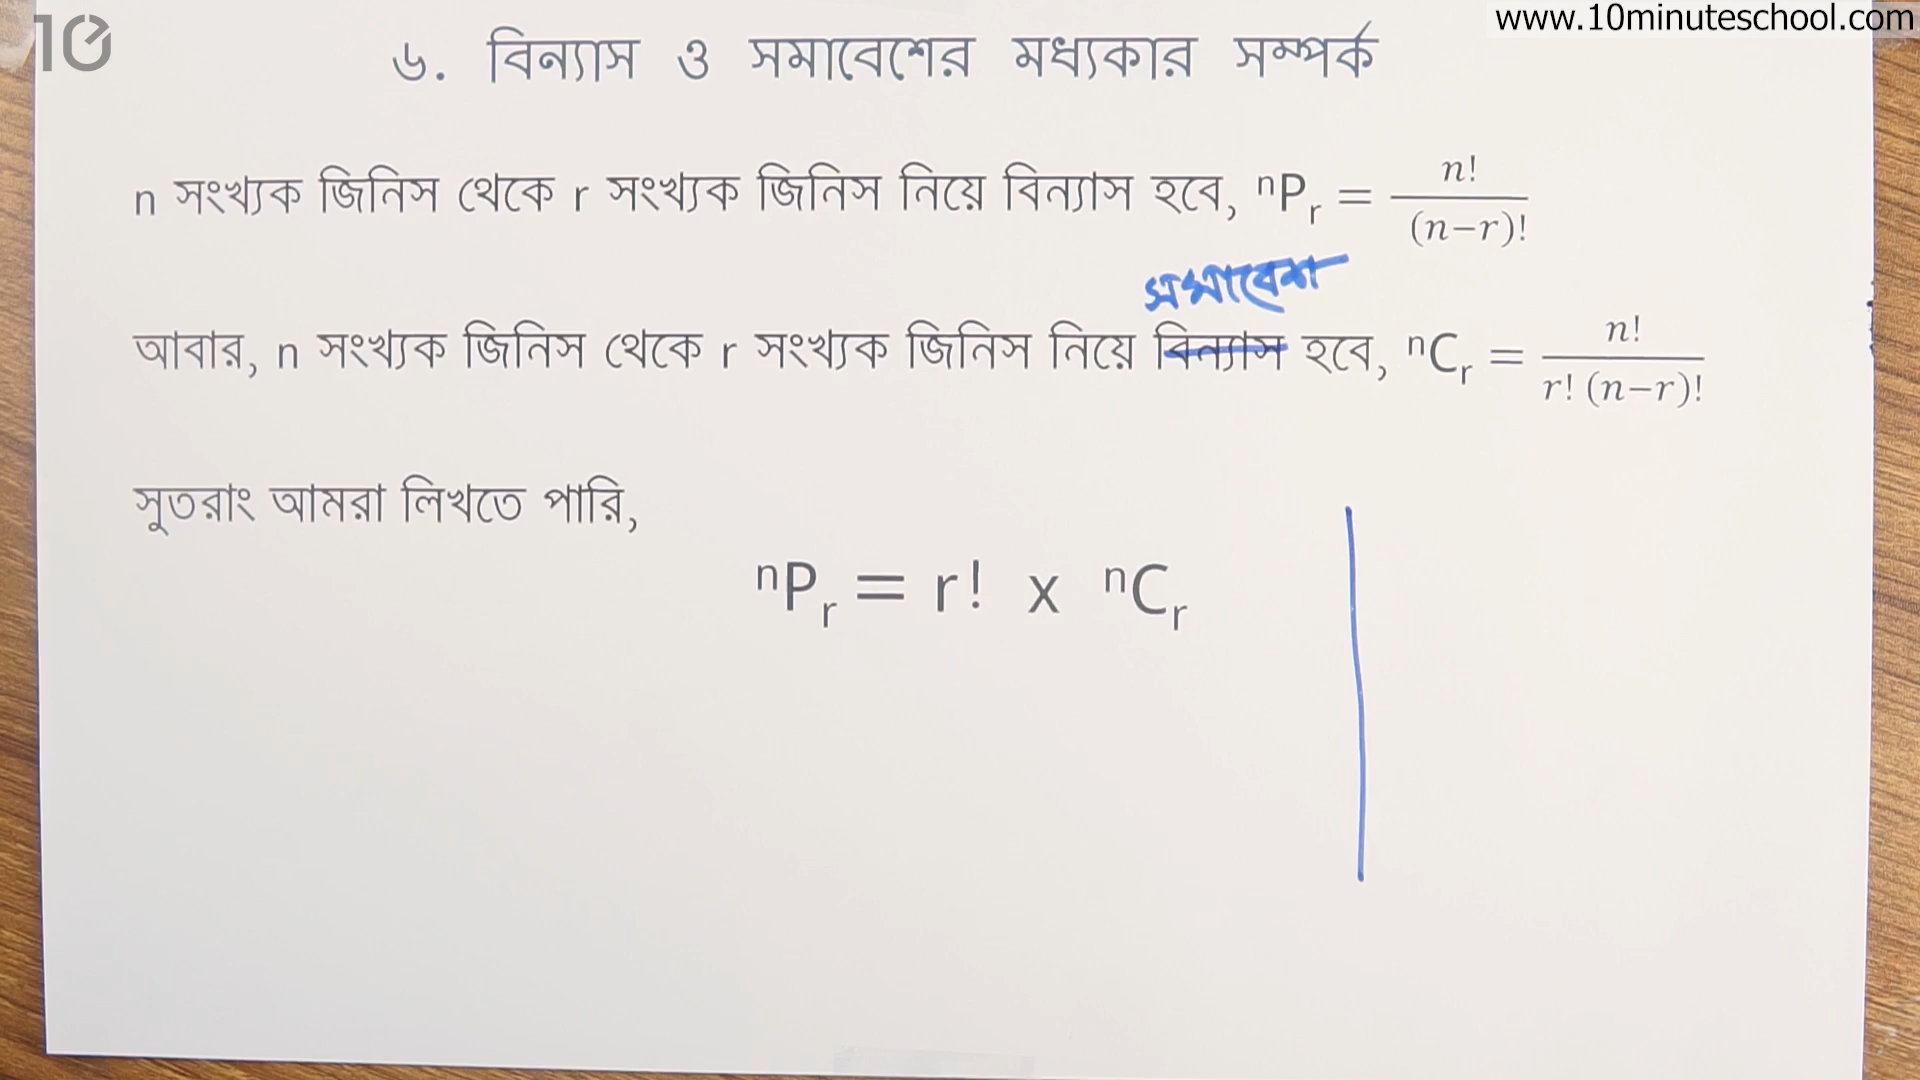 10
www.10minuteschool.com
৬. বিন্যাস ও সমাবেশের মধ্যকার সম্পর্ক
n সংখ্যক জিনিস থেকে r সংখ্যক জিনিস নিয়ে বিন্যাস হবে, ⁿPᵣ = n!/(n−r)!
সমাবেশ
আবার, n সংখ্যক জিনিস থেকে r সংখ্যক জিনিস নিয়ে বিন্যাস হবে, ⁿCᵣ = n!/r! (n−r)!
সুতরাং আমরা লিখতে পারি,
ⁿPᵣ = r! x ⁿCᵣ